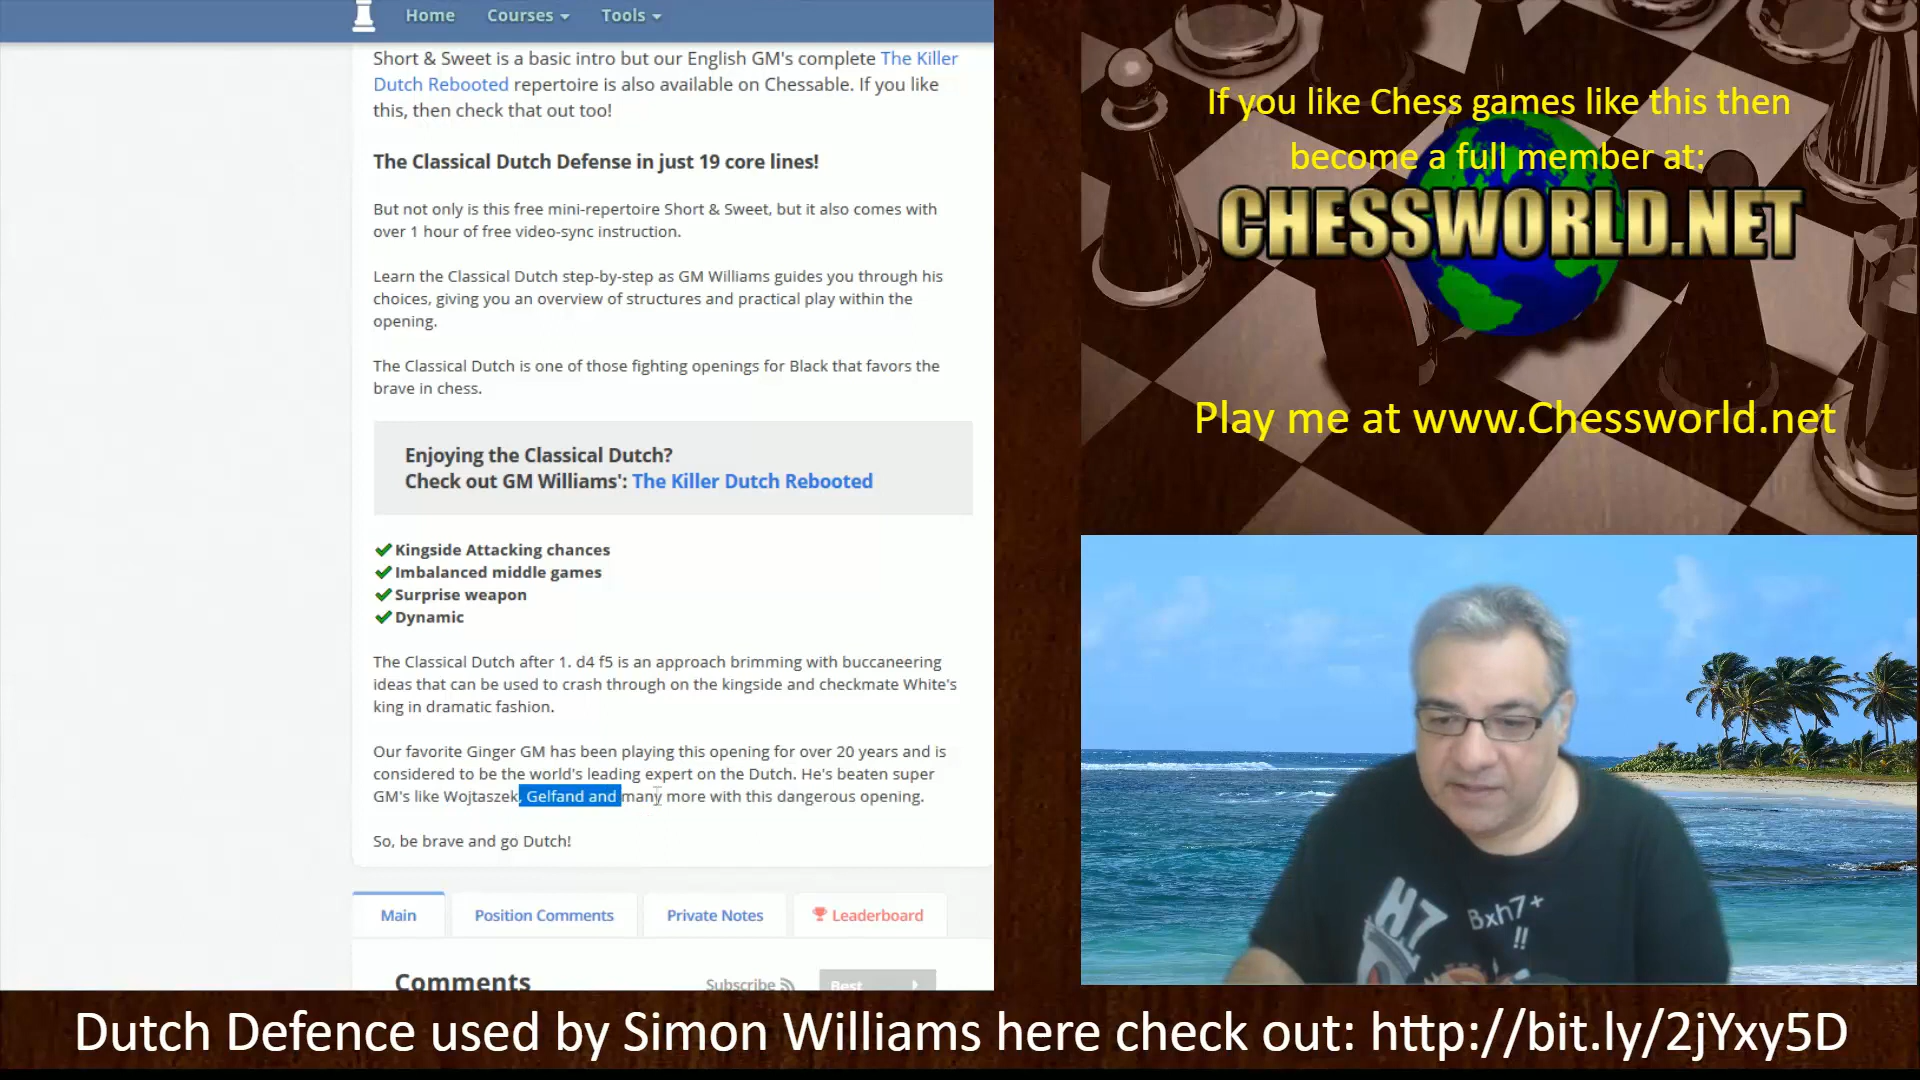 Home Courses Tools
Short & Sweet is a basic intro but our English GM's complete The Killer
Dutch Rebooted repertoire is also available on Chessable. If you like
this, then check that out too!
The Classical Dutch Defense in just 19 core lines!
But not only is this free mini-repertoire Short & Sweet, but it also comes with
over 1 hour of free video-sync instruction.
Learn the Classical Dutch step-by-step as GM Williams guides you through his
choices, giving you an overview of structures and practical play within the
opening.
The Classical Dutch is one of those fighting openings for Black that favors the
brave in chess.
Enjoying the Classical Dutch?
Check out GM Williams': The Killer Dutch Rebooted
Kingside Attacking chances
Imbalanced middle games
Surprise weapon
Dynamic
The Classical Dutch after 1. d4 f5 is an approach brimming with buccaneering
ideas that can be used to crash through on the kingside and checkmate White's
king in dramatic fashion.
Our favorite Ginger GM has been playing this opening for over 20 years and is
considered to be the world's leading expert on the Dutch. He's beaten super
GM's like Wojtaszek, Gelfand and many more with this dangerous opening.
So, be brave and go Dutch!
Main Position Comments Private Notes Leaderboard
Comments Subscribe Best
If you like Chess games like this then
become a full member at:
CHESSWORLD.NET
Play me at www.Chessworld.net
H7
Bxh7+
!!
Dutch Defence used by Simon Williams here check out: http://bit.ly/2jYxy5D